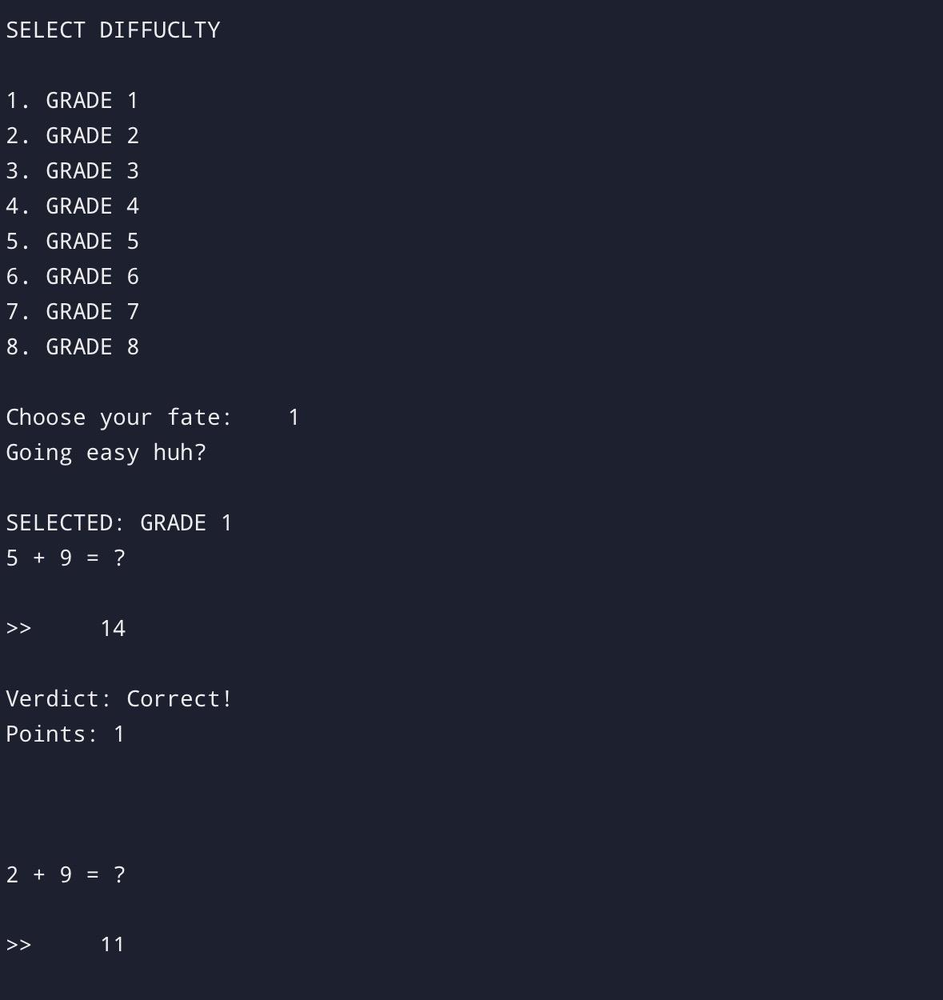 SELECT DIFFUCLTY
1. GRADE 1
2. GRADE 2
3. GRADE 3
4. GRADE 4
5. GRADE 5
6. GRADE 6
7. GRADE 7
8. GRADE 8
Choose your fate:    1
Going easy huh?
SELECTED: GRADE 1
5 + 9 = ?
>>     14
Verdict: Correct!
Points: 1
2 + 9 = ?
>>     11